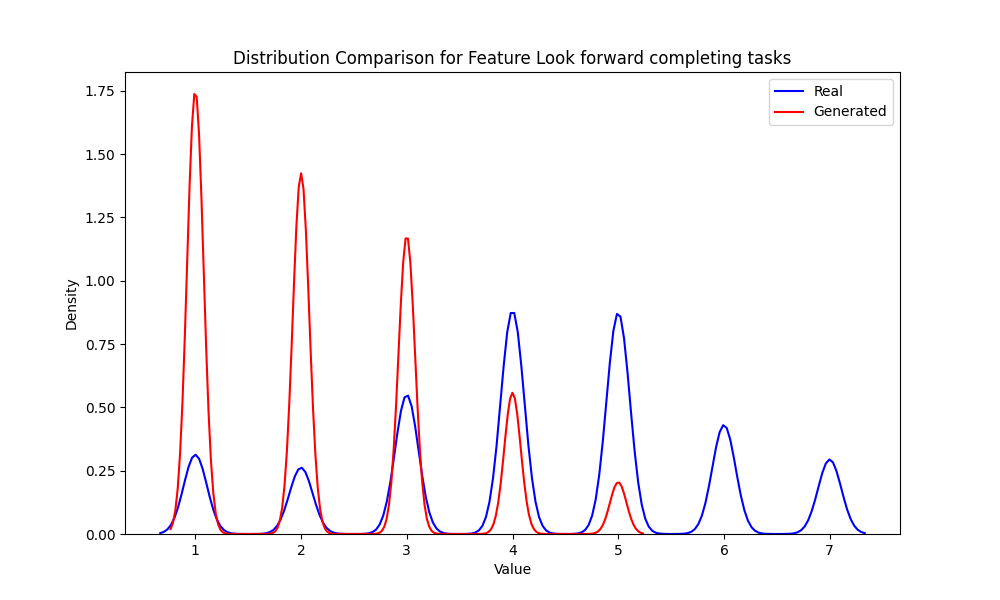 Distribution Comparison for Feature Look forward completing tasks
Real
Generated
Density
1.75
1.50
1.25
1.00
0.75
0.50
0.25
0.00
1 2 3 4 5 6 7
Value